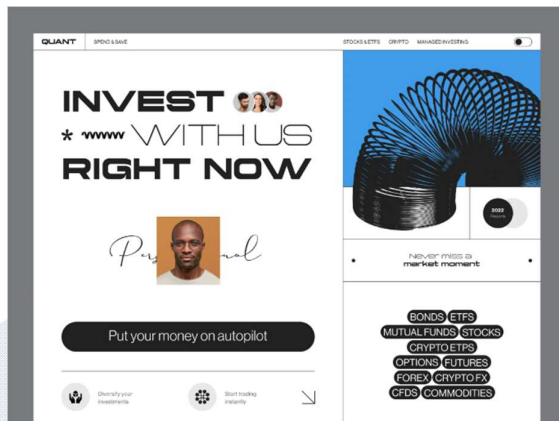 QUANT SPEND & SAVE STOCKS & ETFS CRYPTO MANAGED INVESTING
INVEST
* WITH US
RIGHT NOW
Put your money on autopilot
Diversify your
investments
Start trading
instantly
2022
Reports
Never miss a
market moment
BONDS ETFS
MUTUAL FUNDS STOCKS
CRYPTO ETPS
OPTIONS FUTURES
FOREX CRYPTO FX
CFDS COMMODITIES